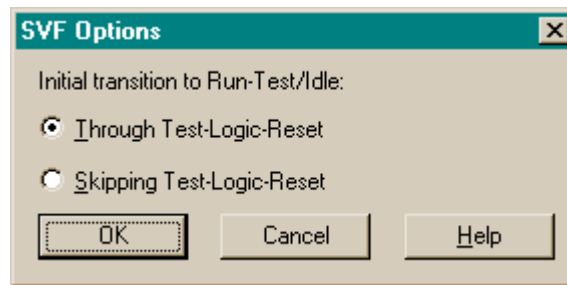 SVF Options
Initial transition to Run-Test/Idle:
Through Test-Logic-Reset
Skipping Test-Logic-Reset
OK Cancel Help